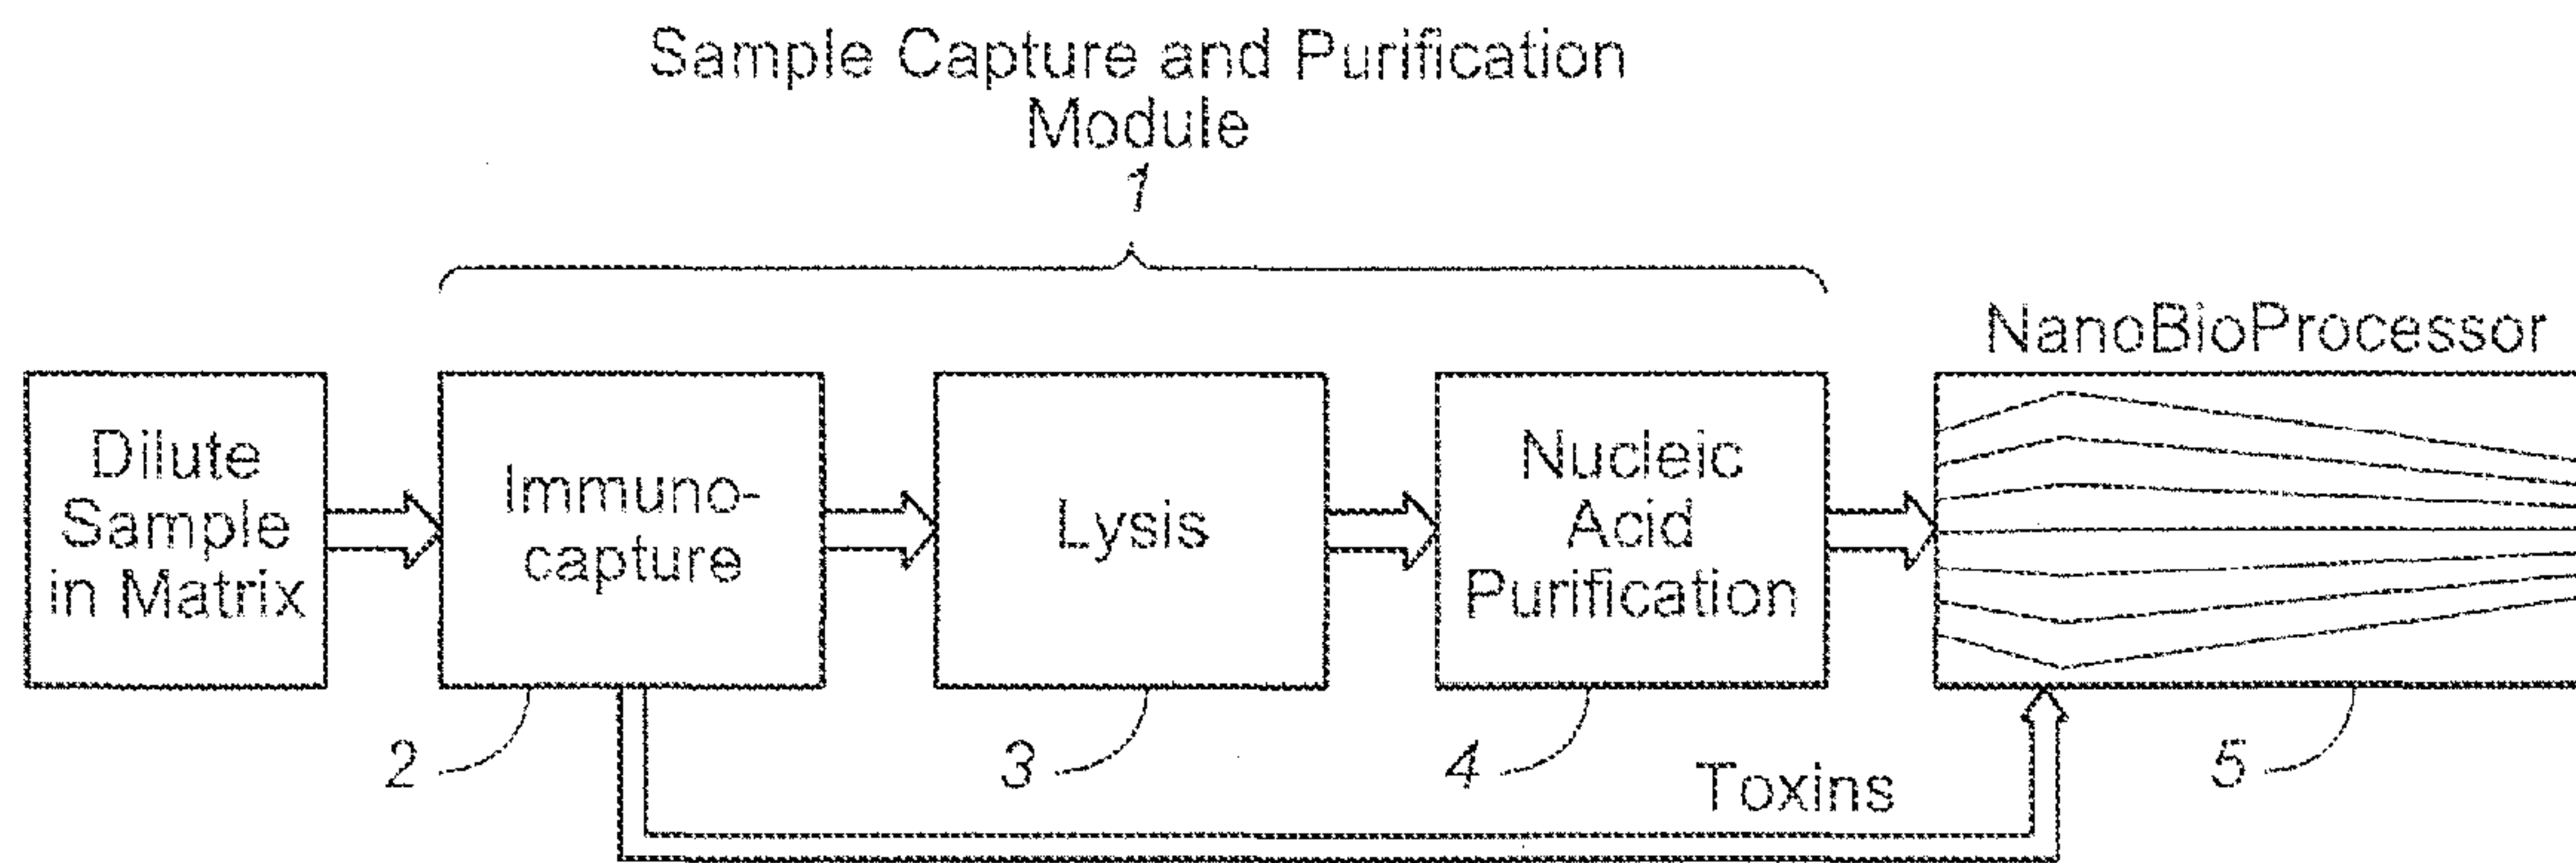 Sample Capture and Purification
Module
1
NanoBioProcessor
Dilute
Sample
in Matrix
Immuno-
capture
Lysis
Nucleic
Acid
Purification
2
3
4
5
Toxins